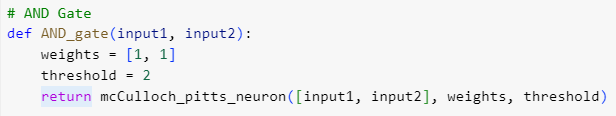 # AND Gate
def AND_gate(input1, input2):
    weights = [1, 1]
    threshold = 2
    return mcCulloch_pitts_neuron([input1, input2], weights, threshold)